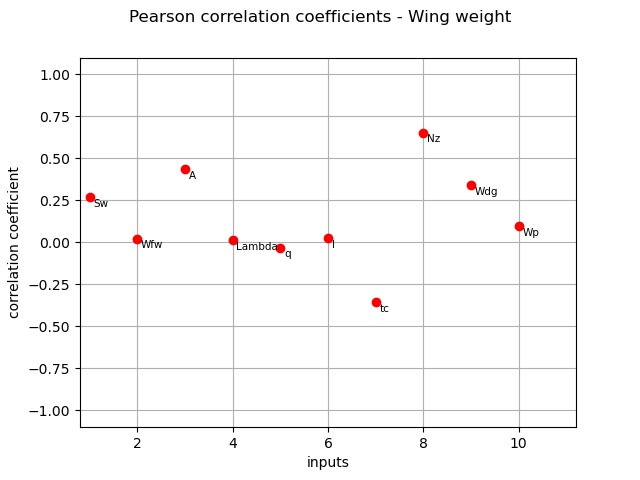 Pearson correlation coefficients - Wing weight
correlation coefficient
1.00
0.75
0.50
0.25
0.00
−0.25
−0.50
−0.75
−1.00
Sw
Wfw
A
Lambda
q
l
tc
Nz
Wdg
Wp
2
4
6
8
10
inputs